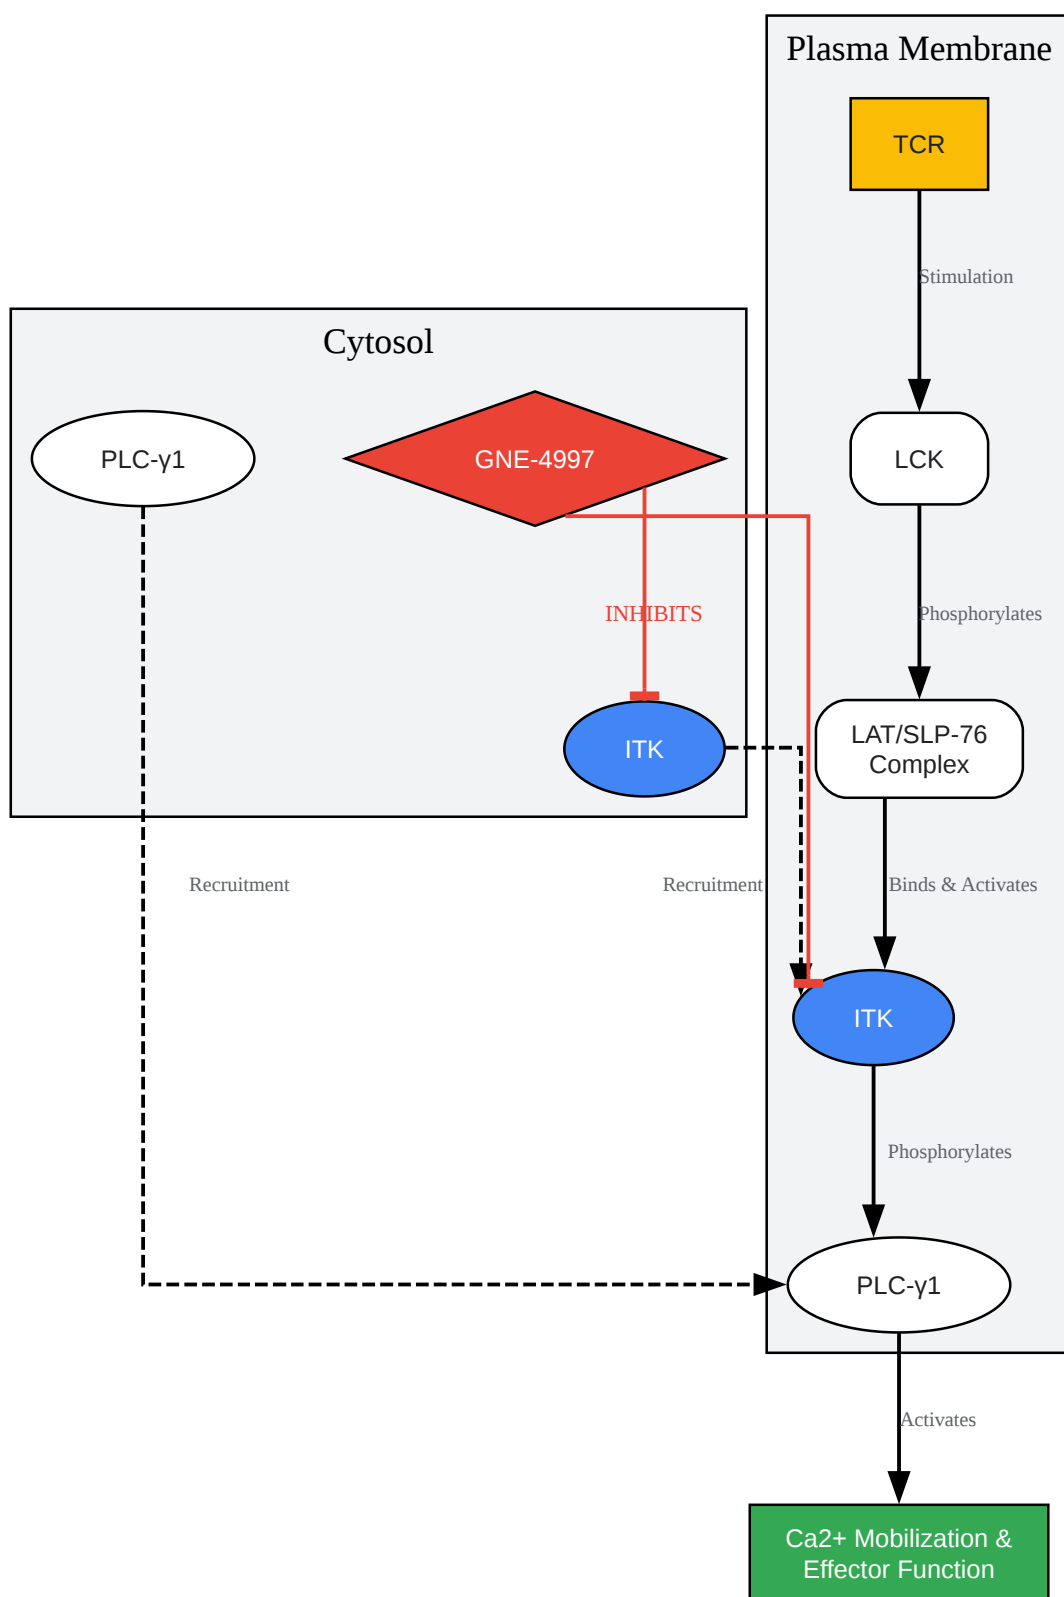 Plasma Membrane
TCR
Stimulation
Cytosol
PLC-γ1
GNE-4997
LCK
INHIBITS
Phosphorylates
ITK
LAT/SLP-76
Complex
Recruitment
Recruitment
Binds & Activates
ITK
Phosphorylates
PLC-γ1
Activates
Ca2+ Mobilization &
Effector Function